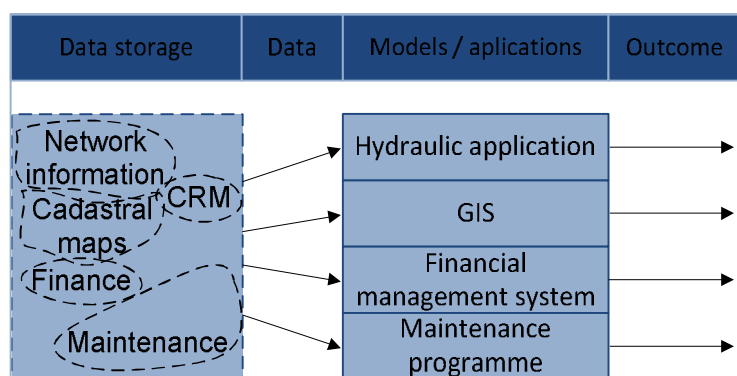 Data storage
Data
Models / aplications
Outcome
Network
information
CRM
Cadastral
maps
Finance
Maintenance
Hydraulic application
GIS
Financial
management system
Maintenance
programme